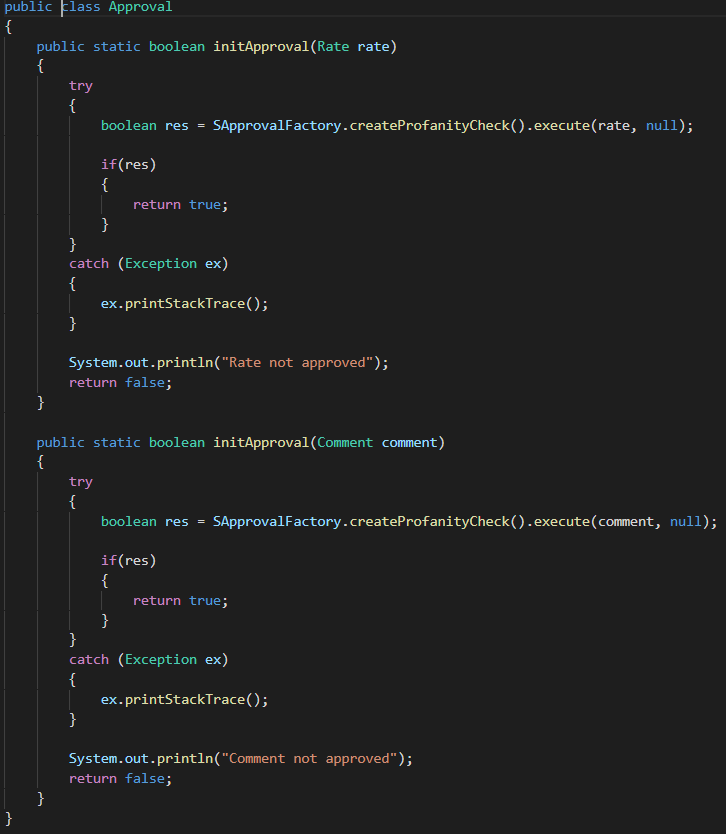 public class Approval
{
    public static boolean initApproval(Rate rate)
    {
        try
        {
            boolean res = SApprovalFactory.createProfanityCheck().execute(rate, null);

            if(res)
            {
                return true;
            }
        }
        catch (Exception ex)
        {
            ex.printStackTrace();
        }

        System.out.println("Rate not approved");
        return false;
    }

    public static boolean initApproval(Comment comment)
    {
        try
        {
            boolean res = SApprovalFactory.createProfanityCheck().execute(comment, null);

            if(res)
            {
                return true;
            }
        }
        catch (Exception ex)
        {
            ex.printStackTrace();
        }

        System.out.println("Comment not approved");
        return false;
    }
}